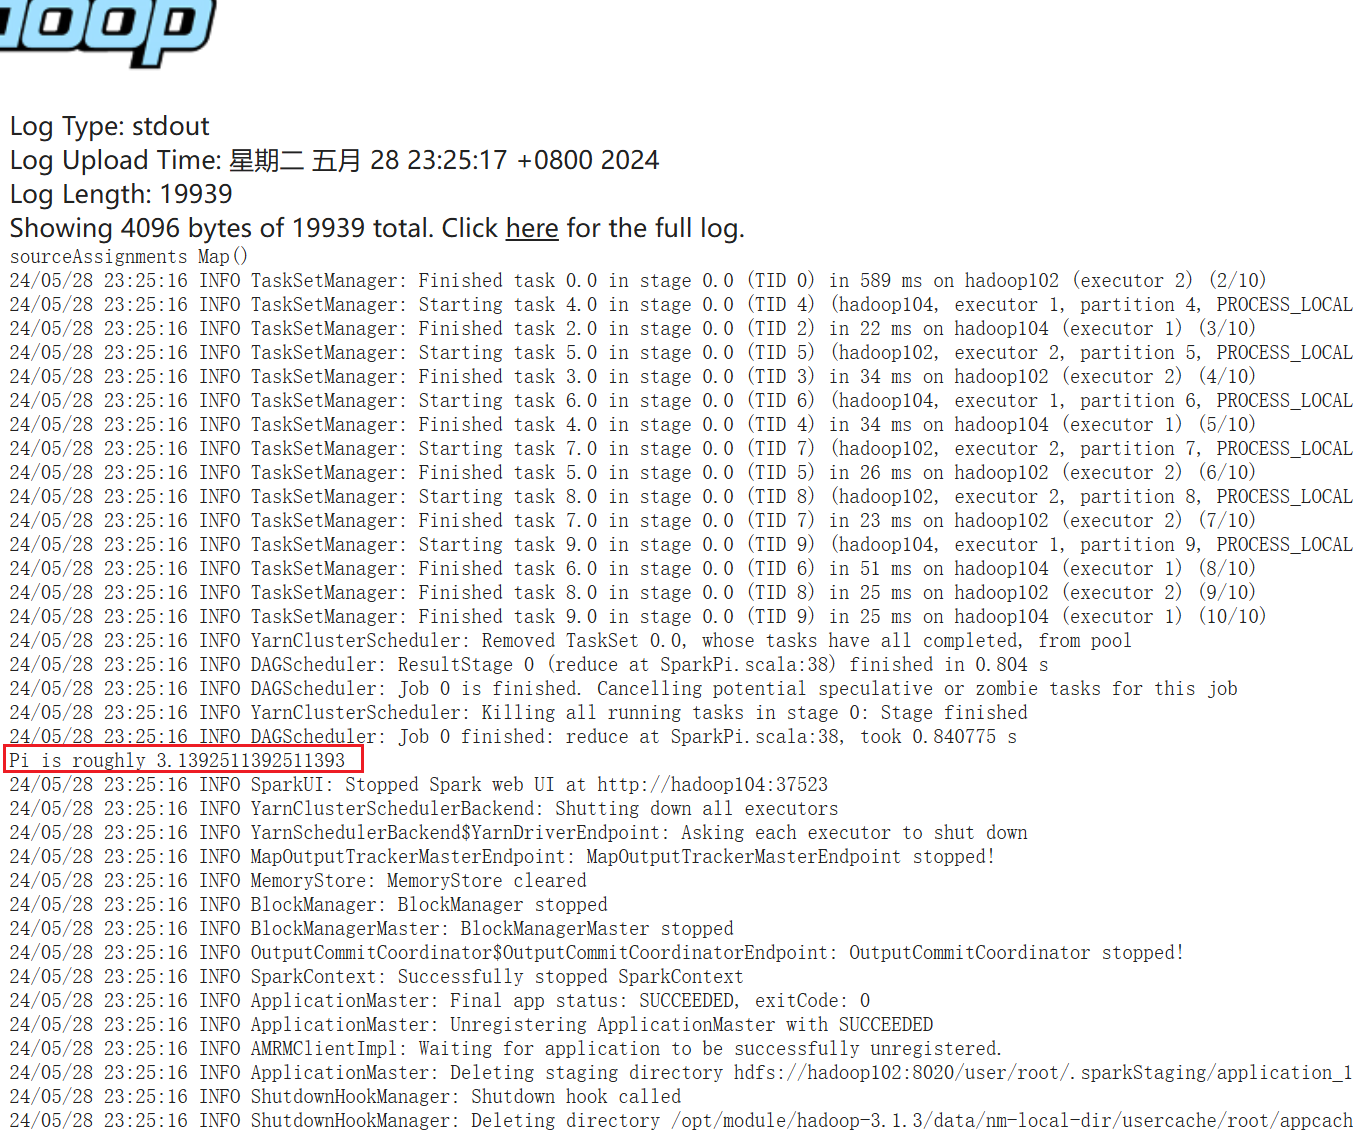 doop
Log Type: stdout
Log Upload Time: 星期二 五月 28 23:25:17 +0800 2024
Log Length: 19939
Showing 4096 bytes of 19939 total. Click here for the full log.
sourceAssignments Map()
24/05/28 23:25:16 INFO TaskSetManager: Finished task 0.0 in stage 0.0 (TID 0) in 589 ms on hadoop102 (executor 2) (2/10)
24/05/28 23:25:16 INFO TaskSetManager: Starting task 4.0 in stage 0.0 (TID 4) (hadoop104, executor 1, partition 4, PROCESS_LOCAL
24/05/28 23:25:16 INFO TaskSetManager: Finished task 2.0 in stage 0.0 (TID 2) in 22 ms on hadoop104 (executor 1) (3/10)
24/05/28 23:25:16 INFO TaskSetManager: Starting task 5.0 in stage 0.0 (TID 5) (hadoop102, executor 2, partition 5, PROCESS_LOCAL
24/05/28 23:25:16 INFO TaskSetManager: Finished task 3.0 in stage 0.0 (TID 3) in 34 ms on hadoop102 (executor 2) (4/10)
24/05/28 23:25:16 INFO TaskSetManager: Starting task 6.0 in stage 0.0 (TID 6) (hadoop104, executor 1, partition 6, PROCESS_LOCAL
24/05/28 23:25:16 INFO TaskSetManager: Finished task 4.0 in stage 0.0 (TID 4) in 34 ms on hadoop104 (executor 1) (5/10)
24/05/28 23:25:16 INFO TaskSetManager: Starting task 7.0 in stage 0.0 (TID 7) (hadoop102, executor 2, partition 7, PROCESS_LOCAL
24/05/28 23:25:16 INFO TaskSetManager: Finished task 5.0 in stage 0.0 (TID 5) in 26 ms on hadoop102 (executor 2) (6/10)
24/05/28 23:25:16 INFO TaskSetManager: Starting task 8.0 in stage 0.0 (TID 8) (hadoop102, executor 2, partition 8, PROCESS_LOCAL
24/05/28 23:25:16 INFO TaskSetManager: Finished task 7.0 in stage 0.0 (TID 7) in 23 ms on hadoop102 (executor 2) (7/10)
24/05/28 23:25:16 INFO TaskSetManager: Starting task 9.0 in stage 0.0 (TID 9) (hadoop104, executor 1, partition 9, PROCESS_LOCAL
24/05/28 23:25:16 INFO TaskSetManager: Finished task 6.0 in stage 0.0 (TID 6) in 51 ms on hadoop104 (executor 1) (8/10)
24/05/28 23:25:16 INFO TaskSetManager: Finished task 8.0 in stage 0.0 (TID 8) in 25 ms on hadoop102 (executor 2) (9/10)
24/05/28 23:25:16 INFO TaskSetManager: Finished task 9.0 in stage 0.0 (TID 9) in 25 ms on hadoop104 (executor 1) (10/10)
24/05/28 23:25:16 INFO YarnClusterScheduler: Removed TaskSet 0.0, whose tasks have all completed, from pool
24/05/28 23:25:16 INFO DAGScheduler: ResultStage 0 (reduce at SparkPi.scala:38) finished in 0.804 s
24/05/28 23:25:16 INFO DAGScheduler: Job 0 is finished. Cancelling potential speculative or zombie tasks for this job
24/05/28 23:25:16 INFO YarnClusterScheduler: Killing all running tasks in stage 0: Stage finished
24/05/28 23:25:16 INFO DAGScheduler: Job 0 finished: reduce at SparkPi.scala:38, took 0.840775 s
Pi is roughly 3.1392511392511393
24/05/28 23:25:16 INFO SparkUI: Stopped Spark web UI at http://hadoop104:37523
24/05/28 23:25:16 INFO YarnClusterSchedulerBackend: Shutting down all executors
24/05/28 23:25:16 INFO YarnSchedulerBackend$YarnDriverEndpoint: Asking each executor to shut down
24/05/28 23:25:16 INFO MapOutputTrackerMasterEndpoint: MapOutputTrackerMasterEndpoint stopped!
24/05/28 23:25:16 INFO MemoryStore: MemoryStore cleared
24/05/28 23:25:16 INFO BlockManager: BlockManager stopped
24/05/28 23:25:16 INFO BlockManagerMaster: BlockManagerMaster stopped
24/05/28 23:25:16 INFO OutputCommitCoordinator$OutputCommitCoordinatorEndpoint: OutputCommitCoordinator stopped!
24/05/28 23:25:16 INFO SparkContext: Successfully stopped SparkContext
24/05/28 23:25:16 INFO ApplicationMaster: Final app status: SUCCEEDED, exitCode: 0
24/05/28 23:25:16 INFO ApplicationMaster: Unregistering ApplicationMaster with SUCCEEDED
24/05/28 23:25:16 INFO AMRMClientImpl: Waiting for application to be successfully unregistered.
24/05/28 23:25:16 INFO ApplicationMaster: Deleting staging directory hdfs://hadoop102:8020/user/root/.sparkStaging/application_1
24/05/28 23:25:16 INFO ShutdownHookManager: Shutdown hook called
24/05/28 23:25:16 INFO ShutdownHookManager: Deleting directory /opt/module/hadoop-3.1.3/data/nm-local-dir/usercache/root/appcach